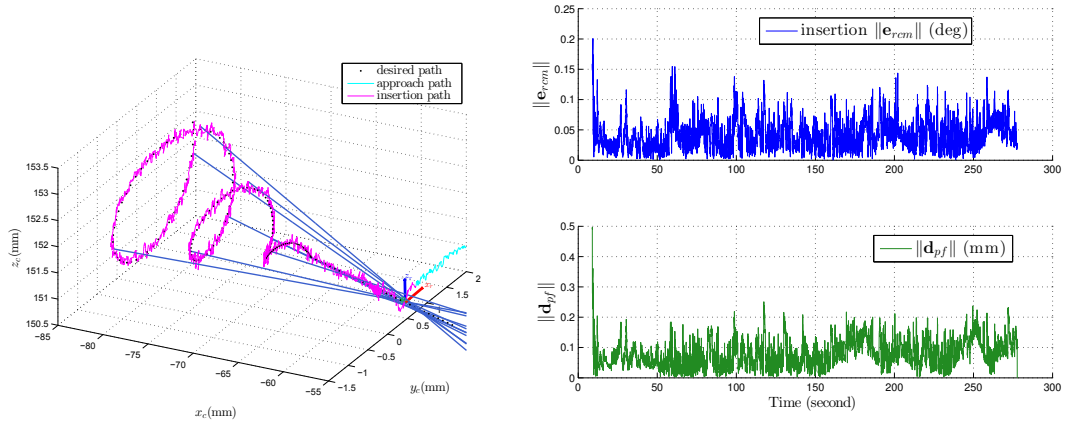 desired path
approach path
insertion path
153.5
153
152.5
152
151.5
151
150.5
z_c(mm)
−85
−80
−75
−70
−65
−60
−55
x_c(mm)
−1.5
−1
−0.5
0
0.5
1
1.5
2
y_c(mm)
insertion ‖e_rcm‖ (deg)
0.25
0.2
0.15
0.1
0.05
0
‖e_rcm‖
0 50 100 150 200 250 300
‖d_pf‖ (mm)
0.5
0.4
0.3
0.2
0.1
0
‖d_pf‖
0 50 100 150 200 250 300
Time (second)